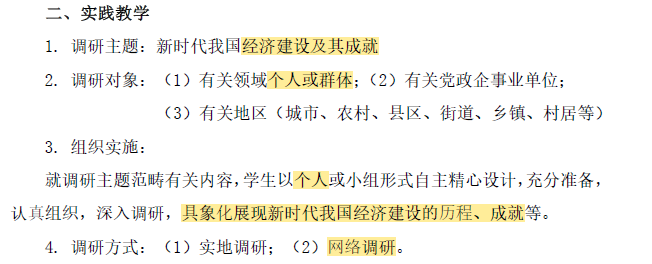 二、实践教学
1. 调研主题：新时代我国经济建设及其成就
2. 调研对象：（1）有关领域个人或群体；（2）有关党政企事业单位；
（3）有关地区（城市、农村、县区、街道、乡镇、村居等）
3. 组织实施：
就调研主题范畴有关内容，学生以个人或小组形式自主精心设计，充分准备，
认真组织，深入调研，具象化展现新时代我国经济建设的历程、成就等。
4. 调研方式：（1）实地调研；（2）网络调研。